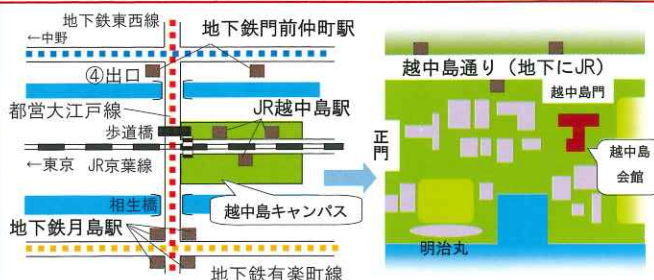 地下鉄東西線
←中野
地下鉄門前仲町駅
④出口
都営大江戸線
JR越中島駅
歩道橋
←東京 JR京葉線
相生橋
越中島キャンパス
地下鉄月島駅
地下鉄有楽町線
越中島通り（地下にJR）
越中島門
正門
越中島
会館
明治丸